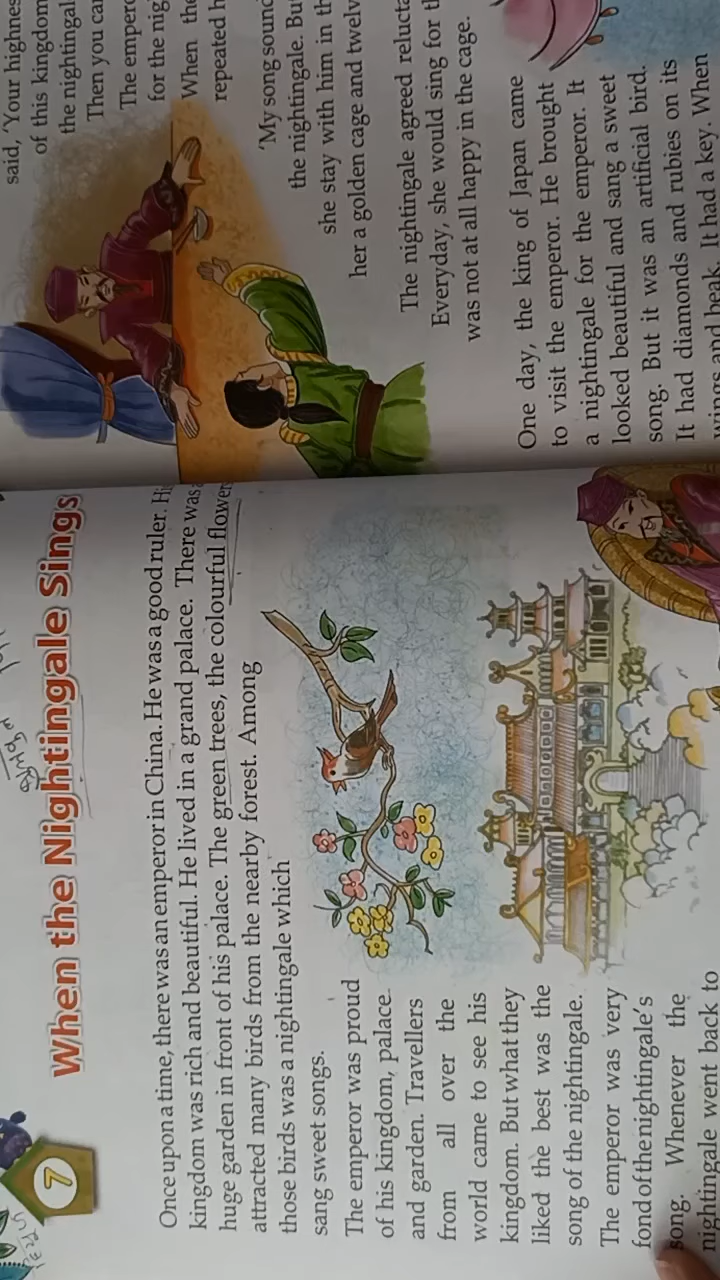 7
When the Nightingale Sings
Once upon a time, there was an emperor in China. He was a good ruler.
kingdom was rich and beautiful. He lived in a grand palace. There was
huge garden in front of his palace. The green trees, the colourful flower
attracted many birds from the nearby forest. Among
those birds was a nightingale which
sang sweet songs.
The emperor was proud
of his kingdom, palace
and garden. Travellers
from all over the
world came to see his
kingdom. But what they
liked the best was the
song of the nightingale.
The emperor was very
fond of the nightingale's
song. Whenever the
nightingale went back to
said, 'Your highnes
of this kingdom
the nightingal
Then you can
The empero
for the nig
When the
repeated h
'My song sound
the nightingale. Bu
she stay with him in th
her a golden cage and twelv
The nightingale agreed relucta
Everyday, she would sing for t
was not at all happy in the cage.
One day, the king of Japan came
to visit the emperor. He brought
a nightingale for the emperor. It
looked beautiful and sang a sweet
song. But it was an artificial bird.
It had diamonds and rubies on its
wings and beak. It had a key. When